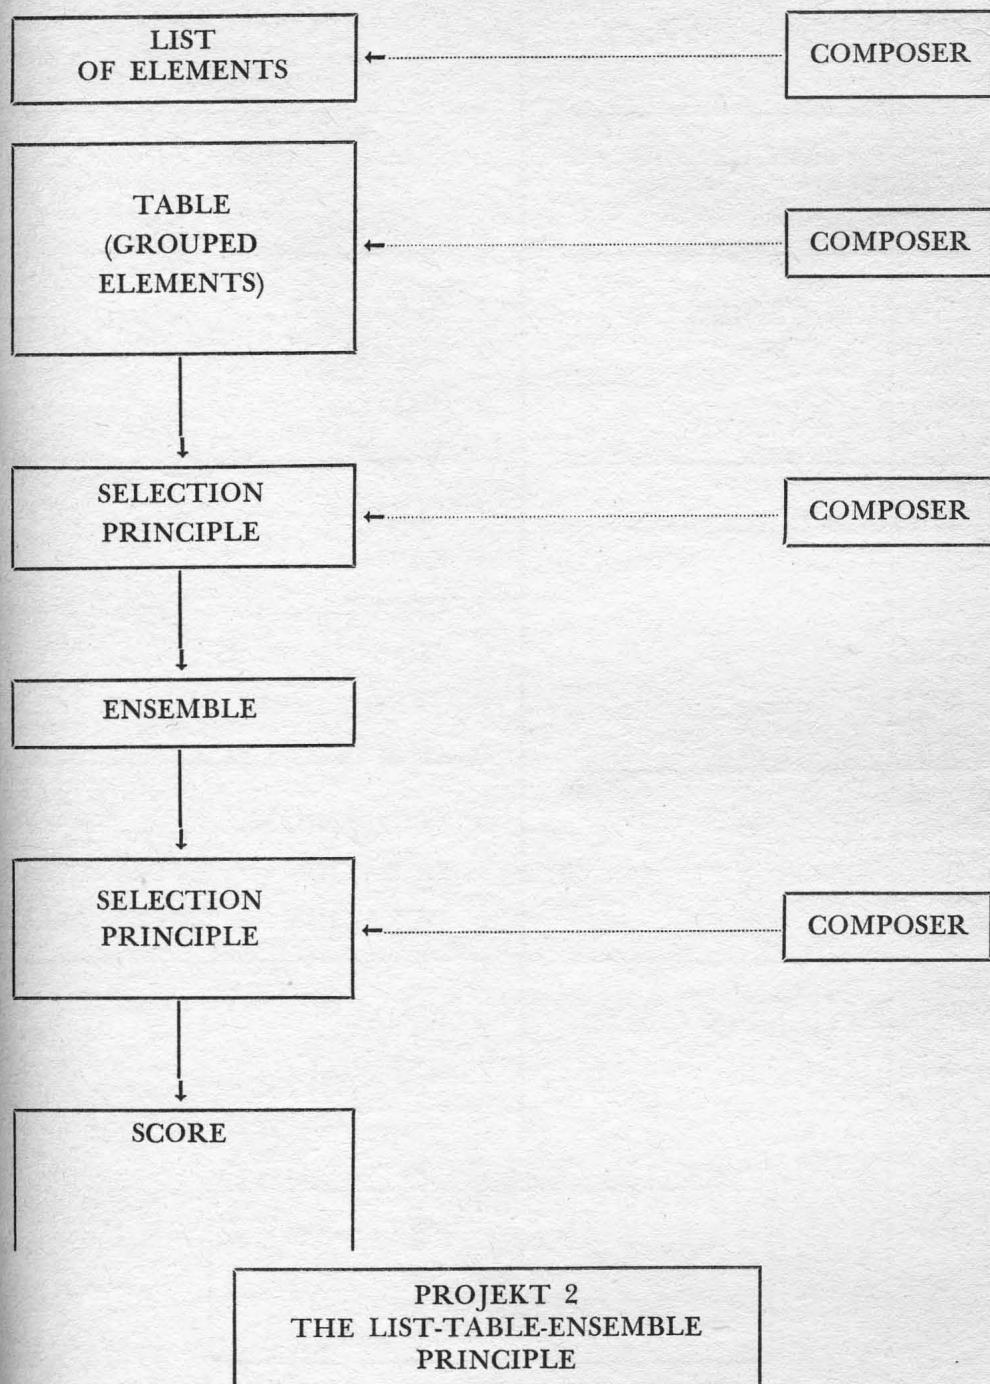 LIST
OF ELEMENTS
COMPOSER
TABLE
(GROUPED
ELEMENTS)
COMPOSER
SELECTION
PRINCIPLE
COMPOSER
ENSEMBLE
SELECTION
PRINCIPLE
COMPOSER
SCORE
PROJEKT 2
THE LIST-TABLE-ENSEMBLE
PRINCIPLE